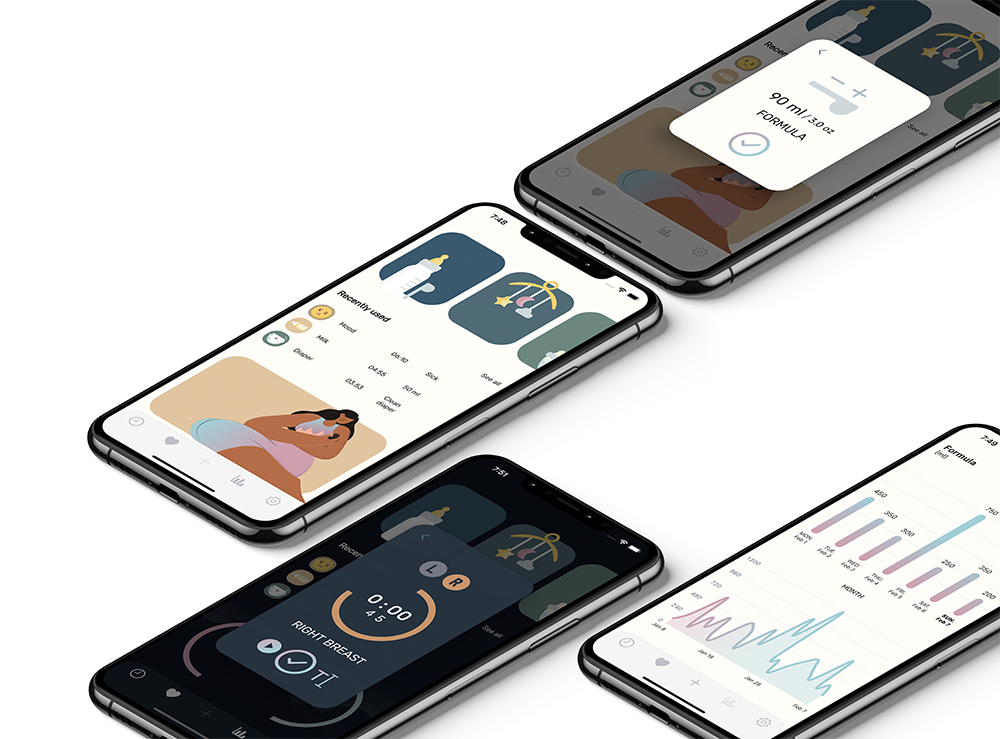 Recen
90 ml / 3.0 oz
FORMULA
See all
7:48
Recently used
Mood
06:10
Sick
Milk
04:55
50 ml
Diaper
03:53
Clean
diaper
See all
7:51
Recen
L R
0:00
45
RIGHT BREAST
T
See all
7:49
Formula
(ml)
450
350
300
750
250
350
200
MON.
Feb 1
TUE.
Feb 2
WED
Feb 3
THU.
Feb 4
FRI.
Feb 5
SAT.
Feb 6
SUN.
Feb 7
MONTH
1200
960
720
480
240
0
Jan 8
Jan 18
Jan 28
Feb 7